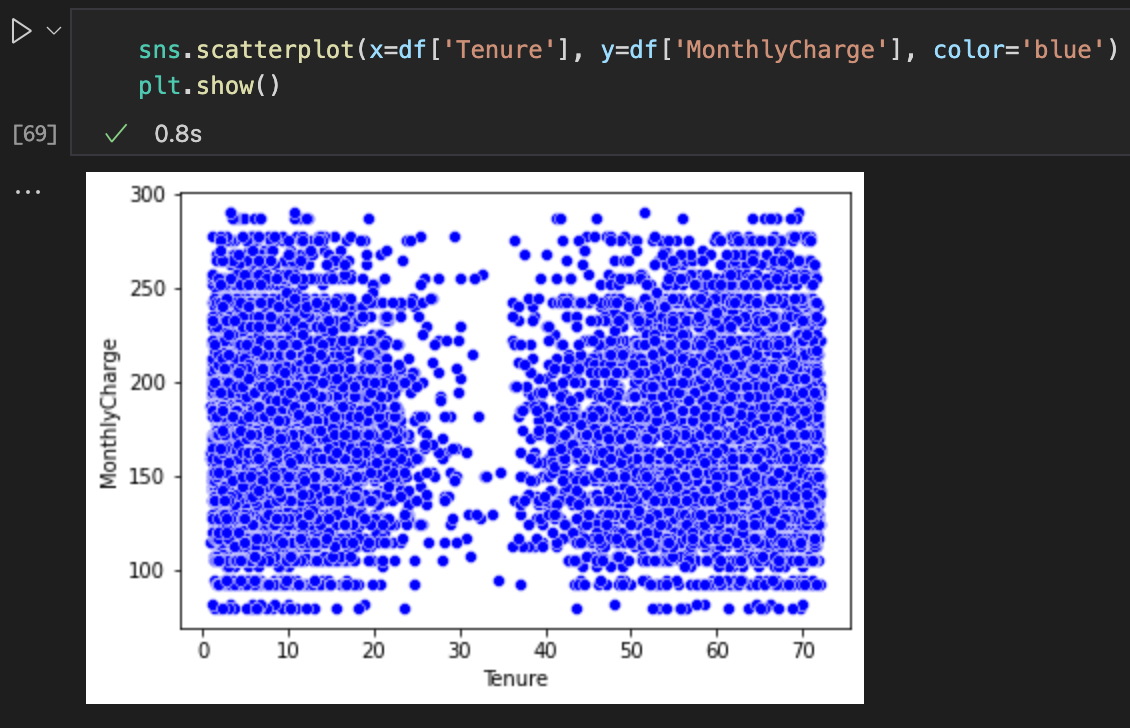 sns.scatterplot(x=df['Tenure'], y=df['MonthlyCharge'], color='blue')
plt.show()
[69]
0.8s
...
300
250
200
150
100
MonthlyCharge
0 10 20 30 40 50 60 70
Tenure